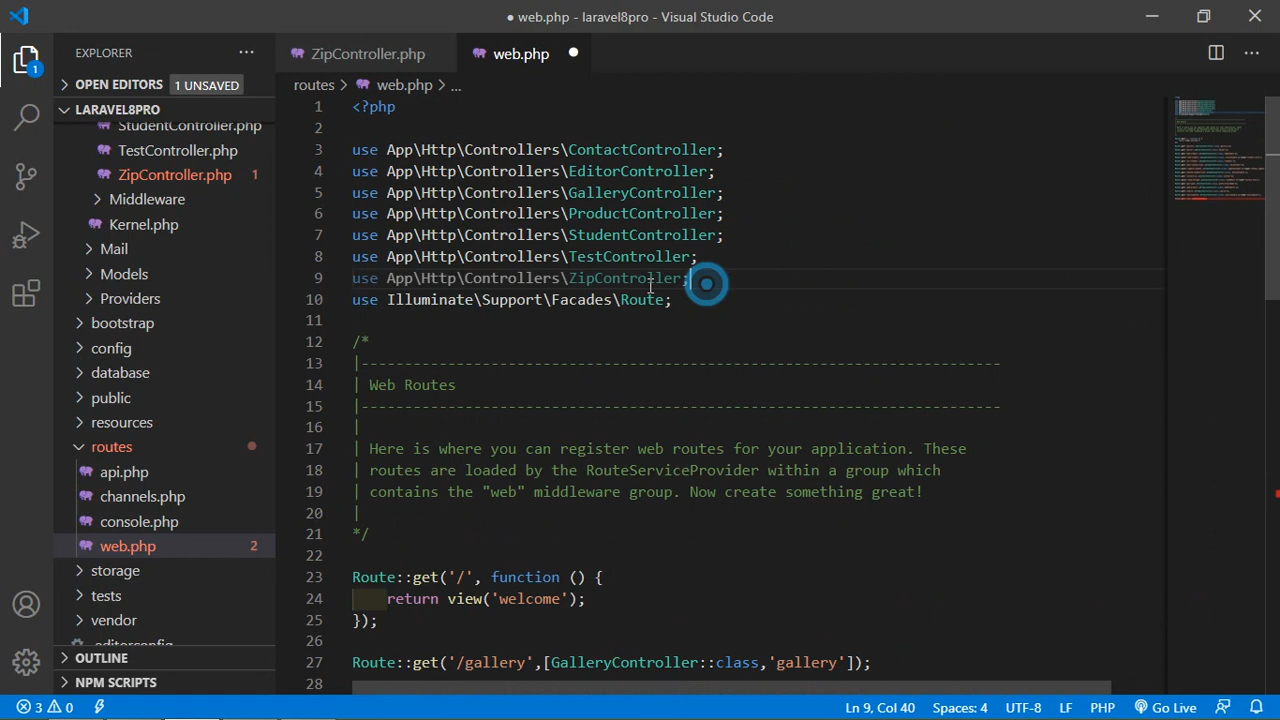 ● web.php - laravel8pro - Visual Studio Code
EXPLORER
ZipController.php
web.php
1
OPEN EDITORS 1 UNSAVED
LARAVEL8PRO
StudentController.php
TestController.php
ZipController.php 1
Middleware
Kernel.php
Mail
Models
Providers
bootstrap
config
database
public
resources
routes
api.php
channels.php
console.php
web.php 2
storage
tests
vendor
.editorconfig
OUTLINE
NPM SCRIPTS
routes > web.php > ...
1 <?php
2
3 use App\Http\Controllers\ContactController;
4 use App\Http\Controllers\EditorController;
5 use App\Http\Controllers\GalleryController;
6 use App\Http\Controllers\ProductController;
7 use App\Http\Controllers\StudentController;
8 use App\Http\Controllers\TestController;
9 use App\Http\Controllers\ZipController;
10 use Illuminate\Support\Facades\Route;
11
12 /*
13 |--------------------------------------------------------------------------
14 | Web Routes
15 |--------------------------------------------------------------------------
16 |
17 | Here is where you can register web routes for your application. These
18 | routes are loaded by the RouteServiceProvider within a group which
19 | contains the "web" middleware group. Now create something great!
20 |
21 */
22
23 Route::get('/', function () {
24 return view('welcome');
25 });
26
27 Route::get('/gallery',[GalleryController::class,'gallery']);
28
3 0 Ln 9, Col 40 Spaces: 4 UTF-8 LF PHP Go Live